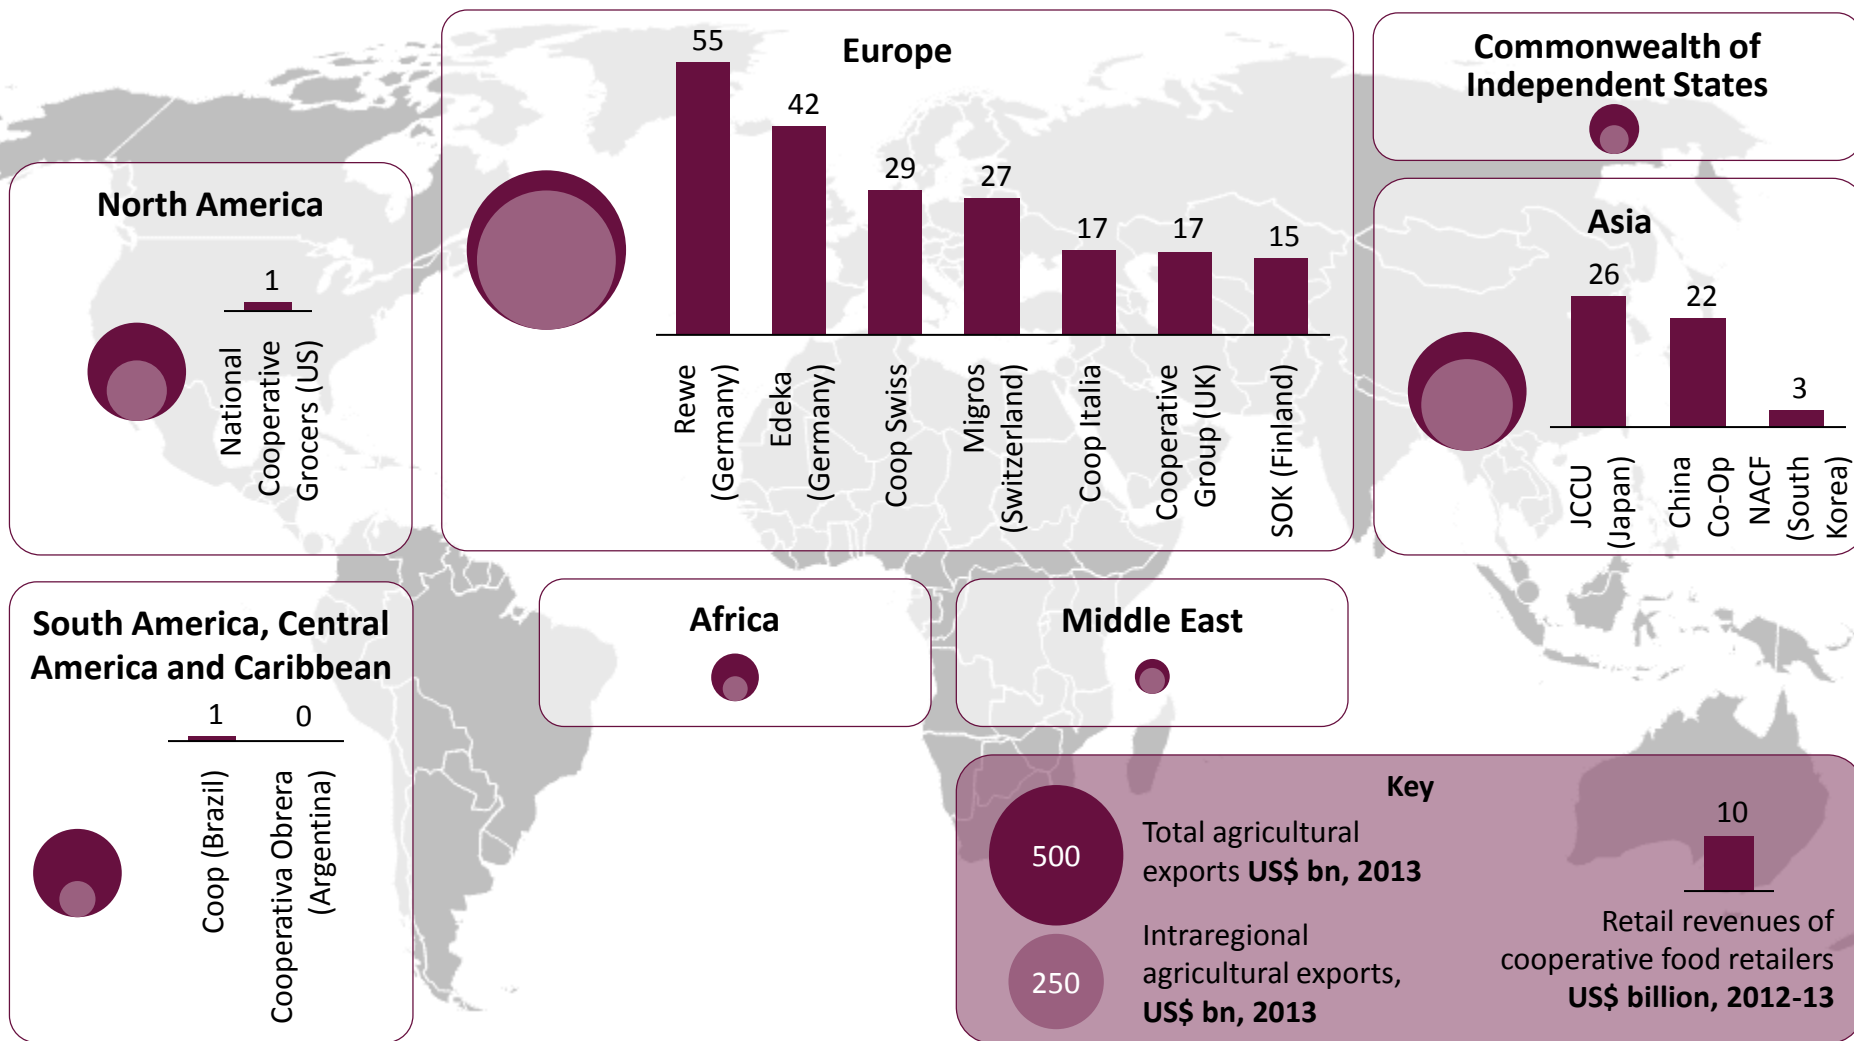 Europe
55
42
29
27
17
17
15
Rewe
(Germany)
Edeka
(Germany)
Coop Swiss
Migros
(Switzerland)
Coop Italia
Cooperative
Group (UK)
SOK (Finland)
Commonwealth of
Independent States
North America
1
National
Cooperative
Grocers (US)
Asia
26
22
3
JCCU
(Japan)
China
Co-Op
NACF
(South
Korea)
South America, Central
America and Caribbean
1
0
Coop (Brazil)
Cooperativa Obrera
(Argentina)
Africa
Middle East
Key
500
Total agricultural
exports US$ bn, 2013
250
Intraregional
agricultural exports,
US$ bn, 2013
10
Retail revenues of
cooperative food retailers
US$ billion, 2012-13